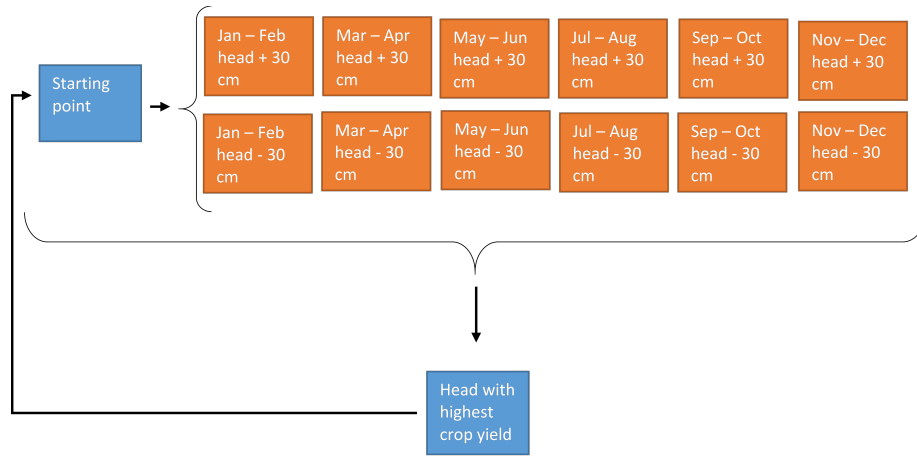 Jan – Feb
head + 30
cm
Mar – Apr
head + 30
cm
May – Jun
head + 30
cm
Jul – Aug
head + 30
cm
Sep – Oct
head + 30
cm
Nov – Dec
head + 30
cm
Starting
point
Jan – Feb
head - 30
cm
Mar – Apr
head - 30
cm
May – Jun
head - 30
cm
Jul – Aug
head - 30
cm
Sep – Oct
head - 30
cm
Nov – Dec
head - 30
cm
Head with
highest
crop yield